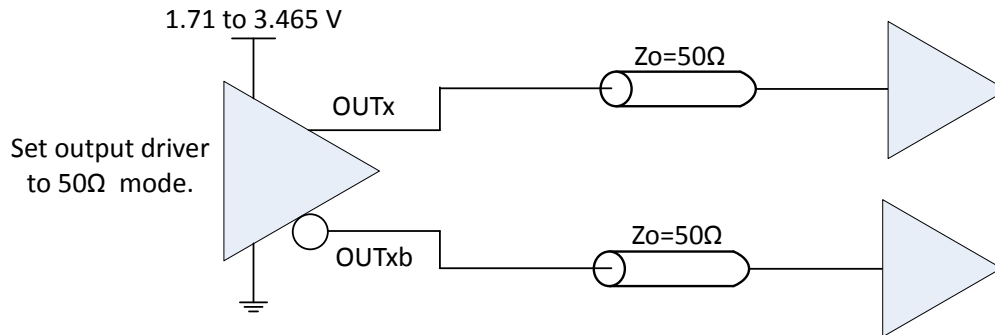 1.71 to 3.465 V
Zo=50Ω
OUTx
Set output driver
to 50Ω  mode.
Zo=50Ω
OUTxb